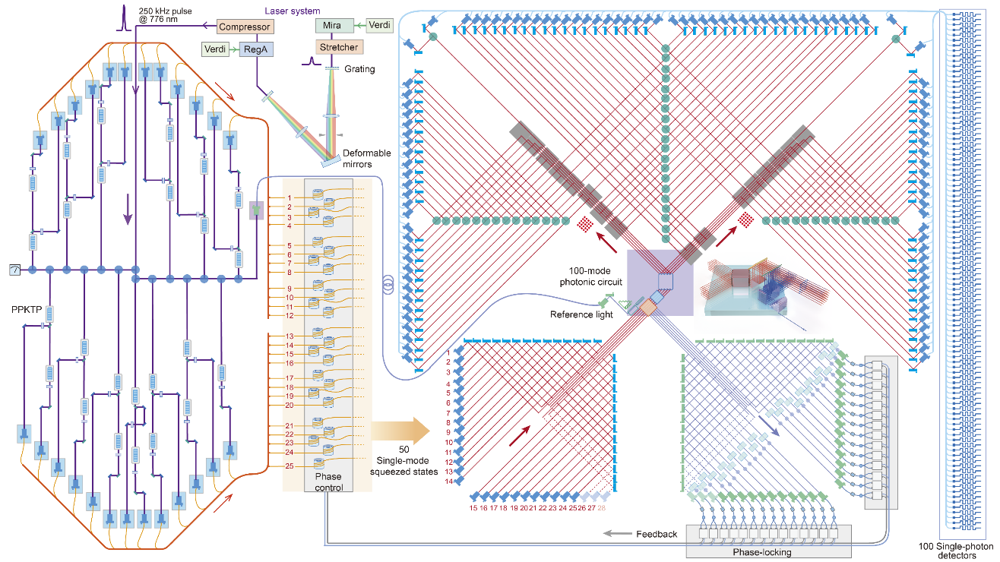 250 kHz pulse
@ 776 nm
Laser system
Compressor
Verdi
RegA
Mira
Verdi
Stretcher
Grating
Deformable
mirrors
PPKTP
1
2
3
4
5
6
7
8
9
10
11
12
13
14
15
16
17
18
19
20
21
22
23
24
25
Phase
control
50
Single-mode
squeezed states
100-mode
photonic circuit
Reference light
1
2
3
4
5
6
7
8
9
10
11
12
13
14
15 16 17 18 19 20 21 22 23 24 25 26 27 28
Feedback
Phase-locking
100 Single-photon
detectors